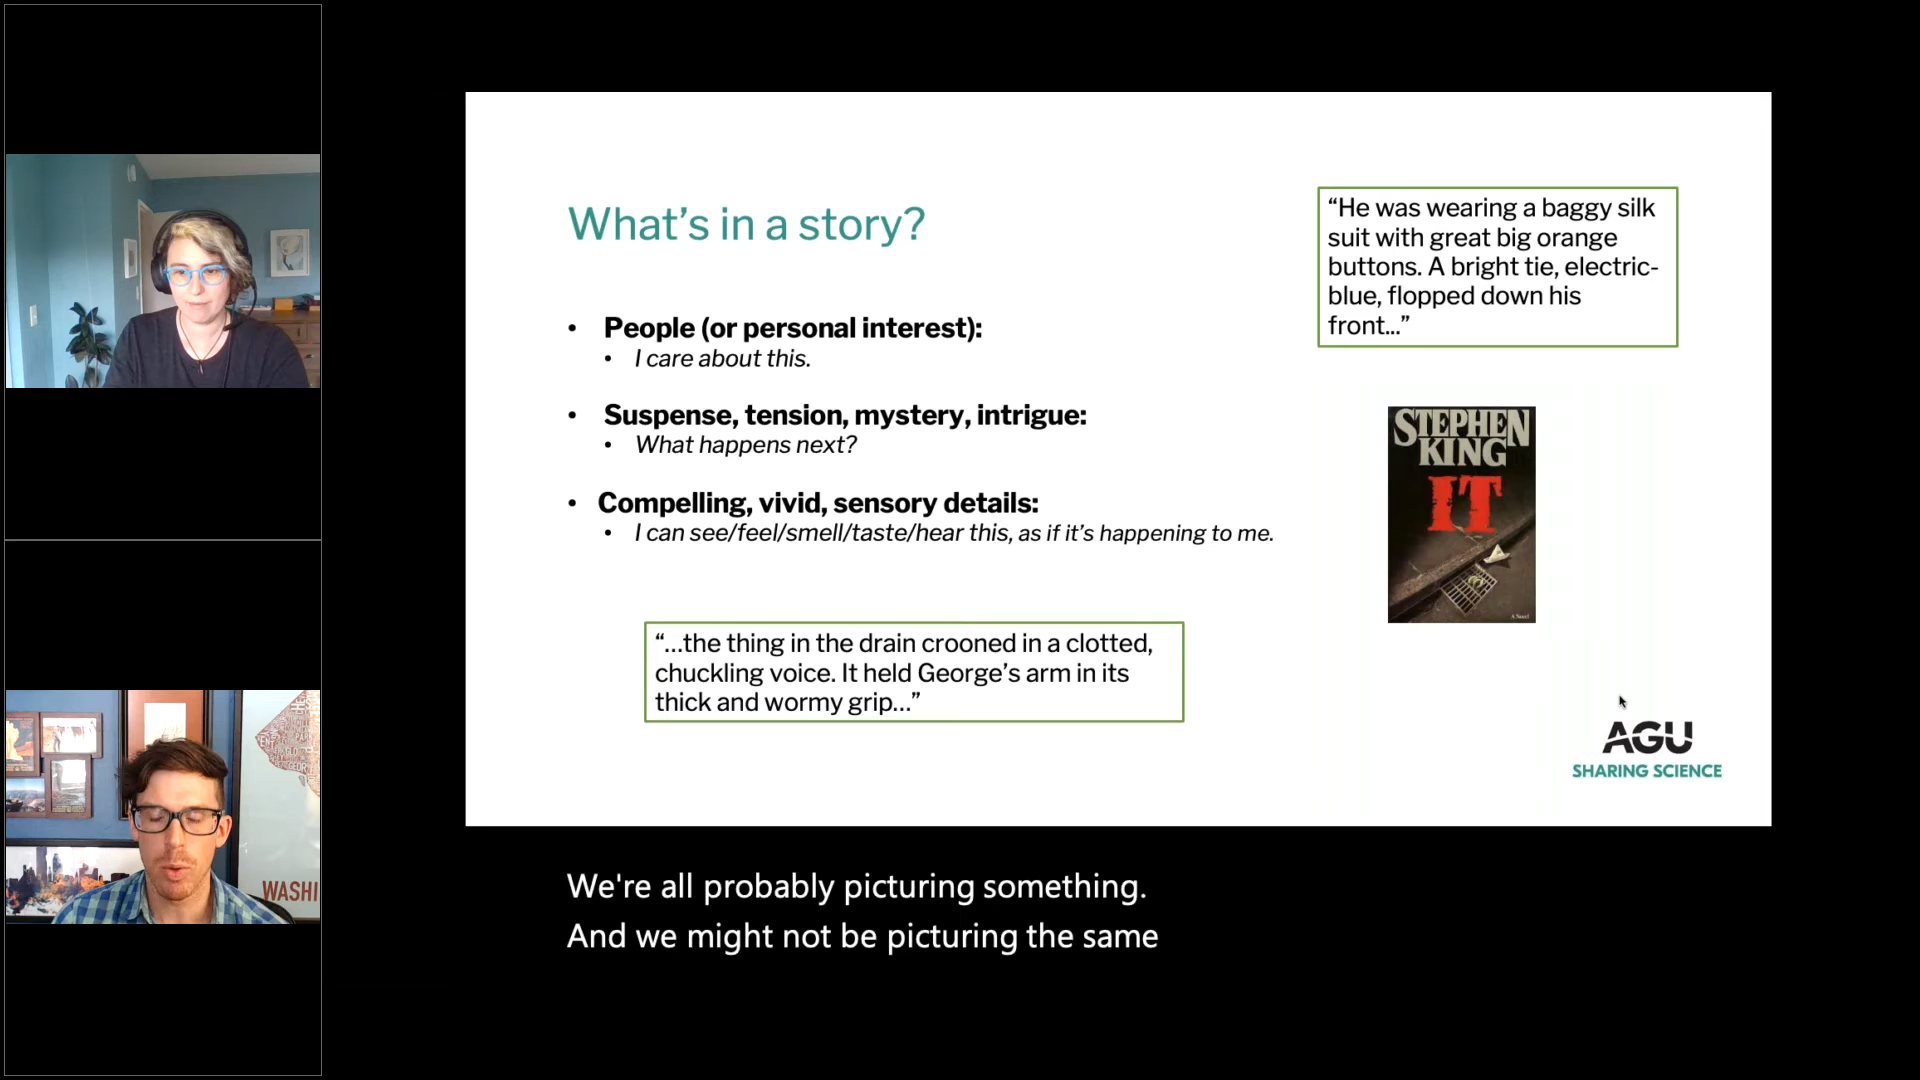 What’s in a story?
• People (or personal interest):
• I care about this.
• Suspense, tension, mystery, intrigue:
• What happens next?
• Compelling, vivid, sensory details:
• I can see/feel/smell/taste/hear this, as if it’s happening to me.
“...the thing in the drain crooned in a clotted,
chuckling voice. It held George’s arm in its
thick and wormy grip...”
“He was wearing a baggy silk
suit with great big orange
buttons. A bright tie, electric-
blue, flopped down his
front...”
STEPHEN
KING
IT
A Novel
AGU
SHARING SCIENCE
WASHI
We're all probably picturing something.
And we might not be picturing the same